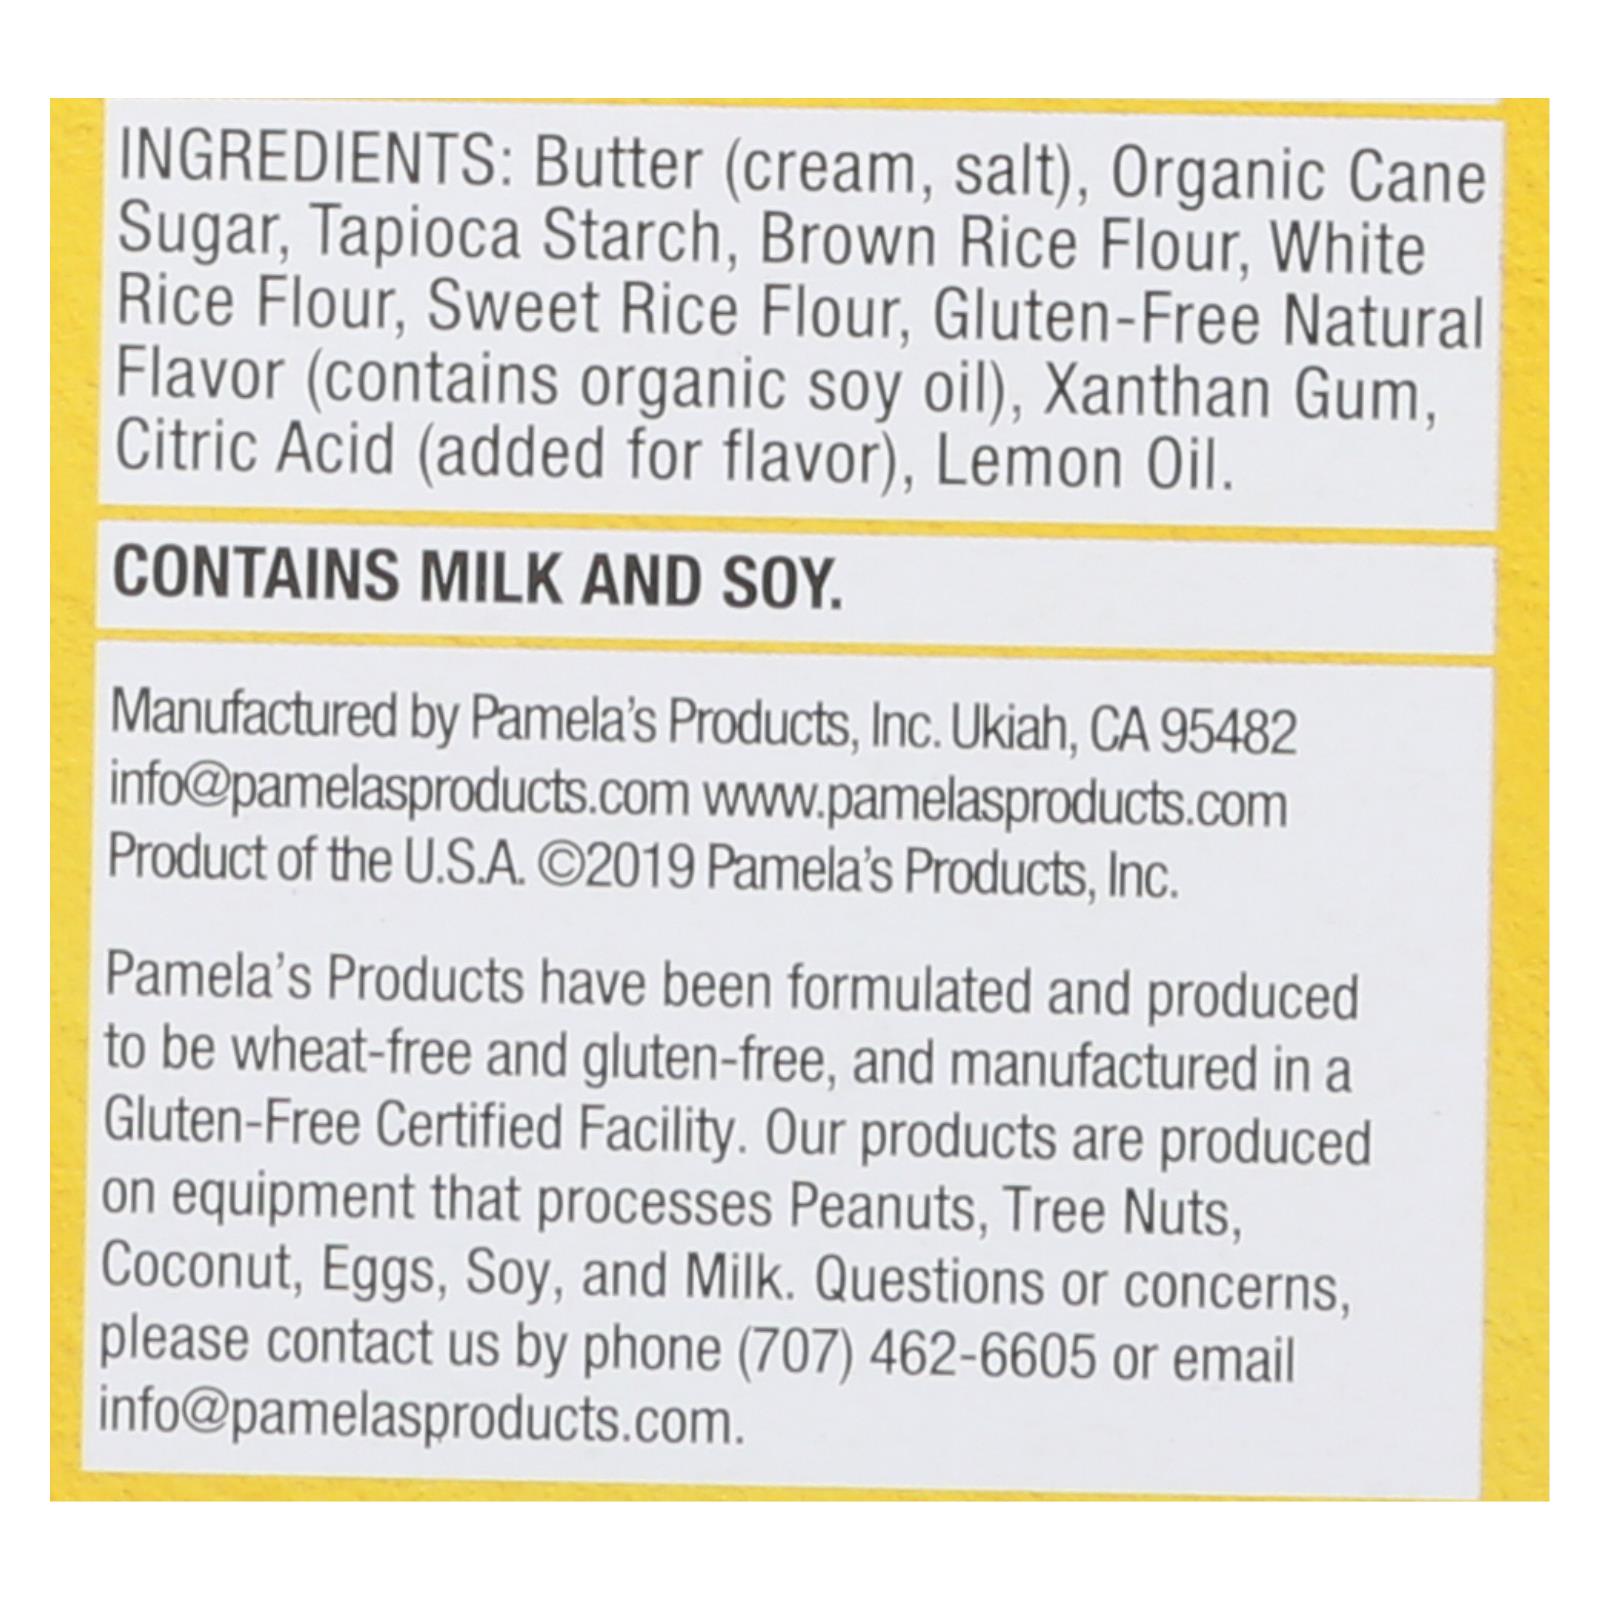 INGREDIENTS: Butter (cream, salt), Organic Cane
Sugar, Tapioca Starch, Brown Rice Flour, White
Rice Flour, Sweet Rice Flour, Gluten-Free Natural
Flavor (contains organic soy oil), Xanthan Gum,
Citric Acid (added for flavor), Lemon Oil.
CONTAINS MILK AND SOY.
Manufactured by Pamela's Products, Inc. Ukiah, CA 95482
info@pamelasproducts.com www.pamelasproducts.com
Product of the U.S.A. ©2019 Pamela's Products, Inc.
Pamela's Products have been formulated and produced
to be wheat-free and gluten-free, and manufactured in a
Gluten-Free Certified Facility. Our products are produced
on equipment that processes Peanuts, Tree Nuts,
Coconut, Eggs, Soy, and Milk. Questions or concerns,
please contact us by phone (707) 462-6605 or email
info@pamelasproducts.com.